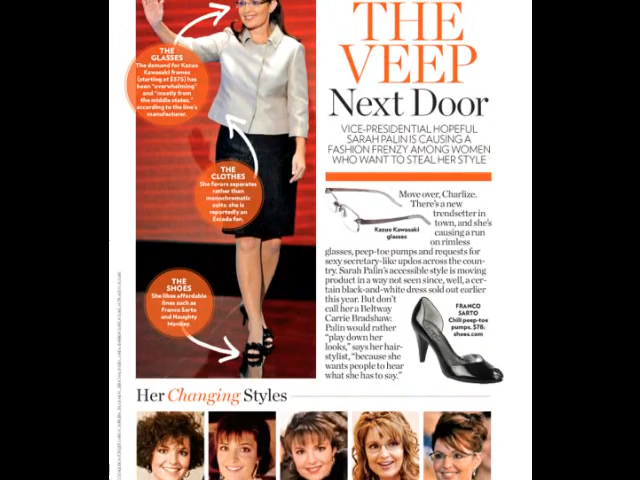 THE
GLASSES
The demand for Kazuo
Kawasaki frames
(starting at $375) has
been "overwhelming"
and "mostly from
the middle states,"
according to the line's
manufacturer.
THE
CLOTHES
She favors separates
rather than
monochromatic
suits; she is
reportedly an
Escada fan.
THE
SHOES
She likes affordable
lines such as
Franco Sarto
and Naughty
Monkey.
THE
VEEP
Next Door
VICE-PRESIDENTIAL HOPEFUL
SARAH PALIN IS CAUSING A
FASHION FRENZY AMONG WOMEN
WHO WANT TO STEAL HER STYLE
Move over, Charlize.
There's a new
trendsetter in
town, and she's
causing a run
on rimless
glasses, peep-toe pumps and requests for
sexy secretary-like updos across the coun-
try. Sarah Palin's accessible style is moving
product in a way not seen since, well, a cer-
tain black-and-white dress sold out earlier
this year. But don't
call her a Beltway
Carrie Bradshaw:
Palin would rather
"play down her
looks," says her hair-
stylist, "because she
wants people to hear
what she has to say."
Kazuo Kawasaki
glasses
FRANCO
SARTO
Chili peep-toe
pumps, $78;
shoes.com
Her Changing Styles